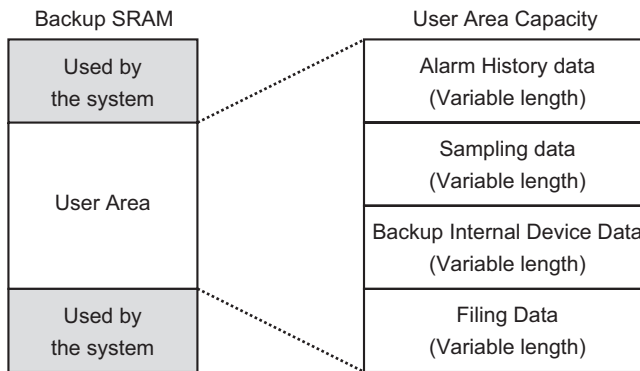 Backup SRAM
Used by
the system
User Area
Used by
the system
User Area Capacity
Alarm History data
(Variable length)
Sampling data
(Variable length)
Backup Internal Device Data
(Variable length)
Filing Data
(Variable length)